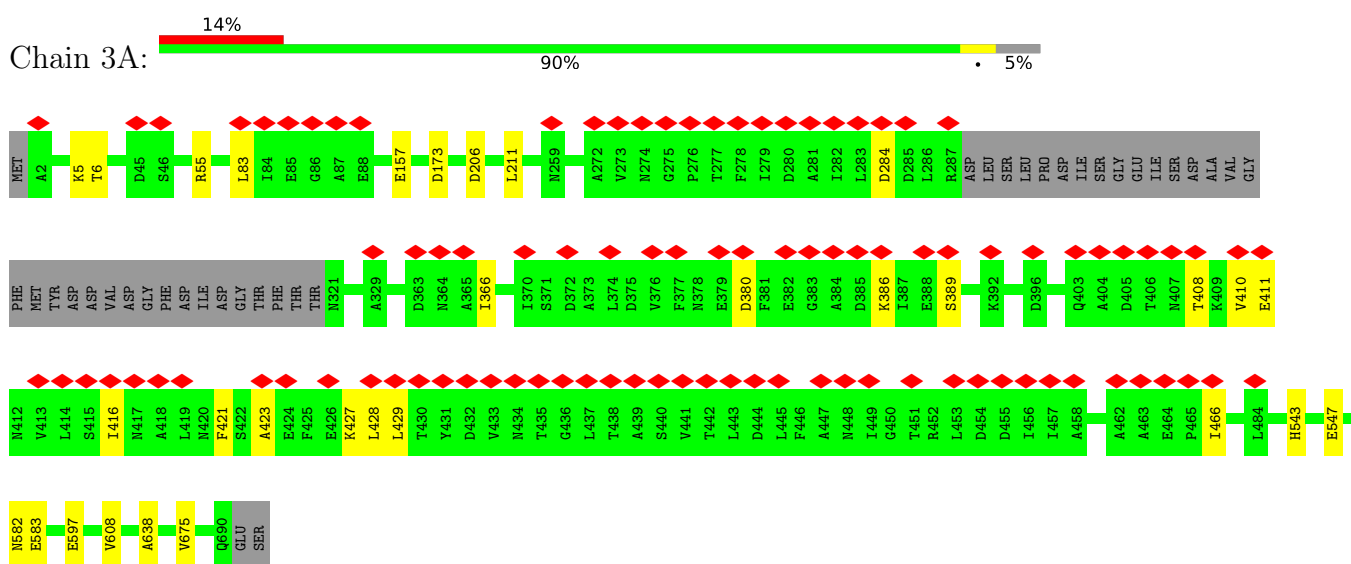 14%
Chain 3A:
90% • 5%
MET A2 K5 T6 D45 S46 R55 L83 I84 E85 G86 A87 E88 E157 D173 D206 L211 N259 A272 V273 N274 G275 P276 T277 F278 I279 D280 A281 I282 L283 D284 D285 L286 R287 ASP LEU SER LEU PRO ASP ILE SER GLY GLU ILE SER ASP ALA VAL GLY
PHE MET TYR ASP ASP VAL ASP GLY PHE ASP ILE ASP GLY THR PHE THR THR N321 A329 D363 N364 A365 I366 I370 S371 D372 A373 L374 D375 V376 F377 N378 E379 D380 F381 E382 G383 A384 D385 K386 I387 E388 S389 K392 D396 Q403 A404 D405 T406 N407 T408 K409 V410 E411
N412 V413 L414 S415 I416 N417 A418 L419 N420 F421 S422 A423 E424 F425 E426 K427 L428 L429 T430 Y431 D432 V433 N434 T435 G436 L437 T438 A439 S440 V441 T442 L443 D444 L445 F446 A447 N448 I449 G450 T451 R452 L453 D454 D455 I456 I457 A458 A462 A463 E464 P465 I466 L484 H543 E547
N582 E583 E597 V608 A638 V675 Q690 GLU SER